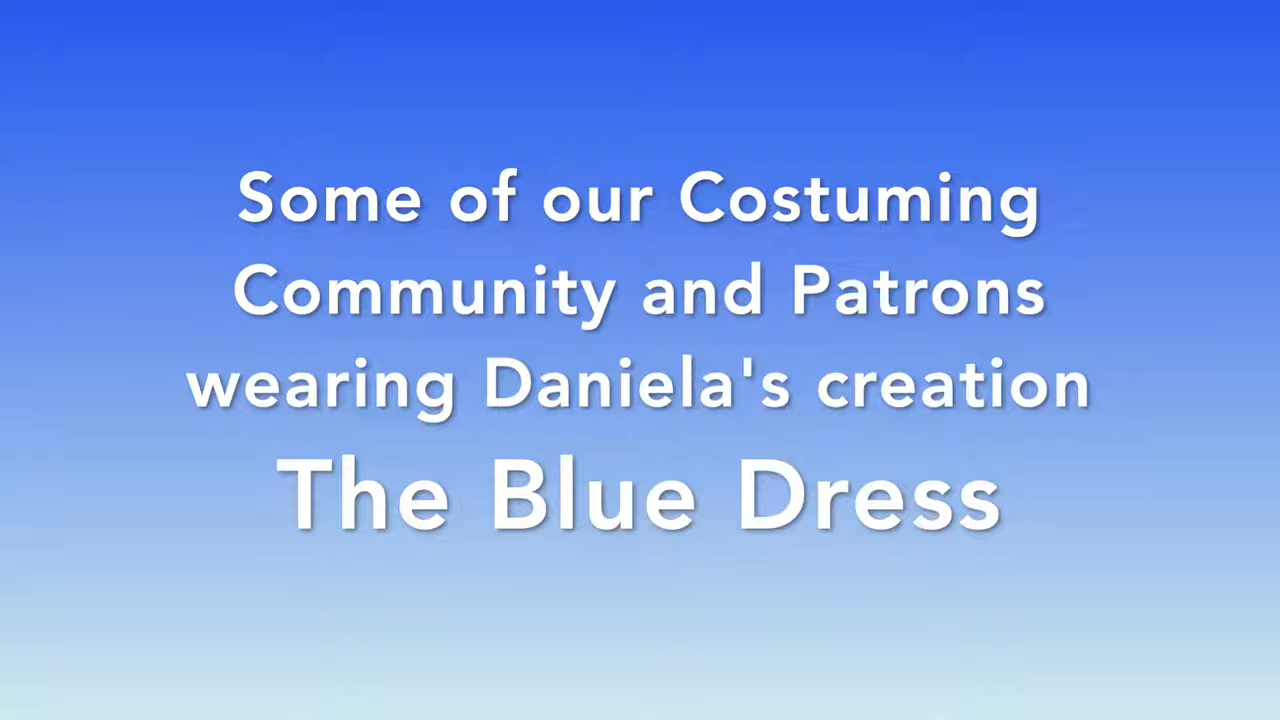 Some of our Costuming
Community and Patrons
wearing Daniela's creation
The Blue Dress